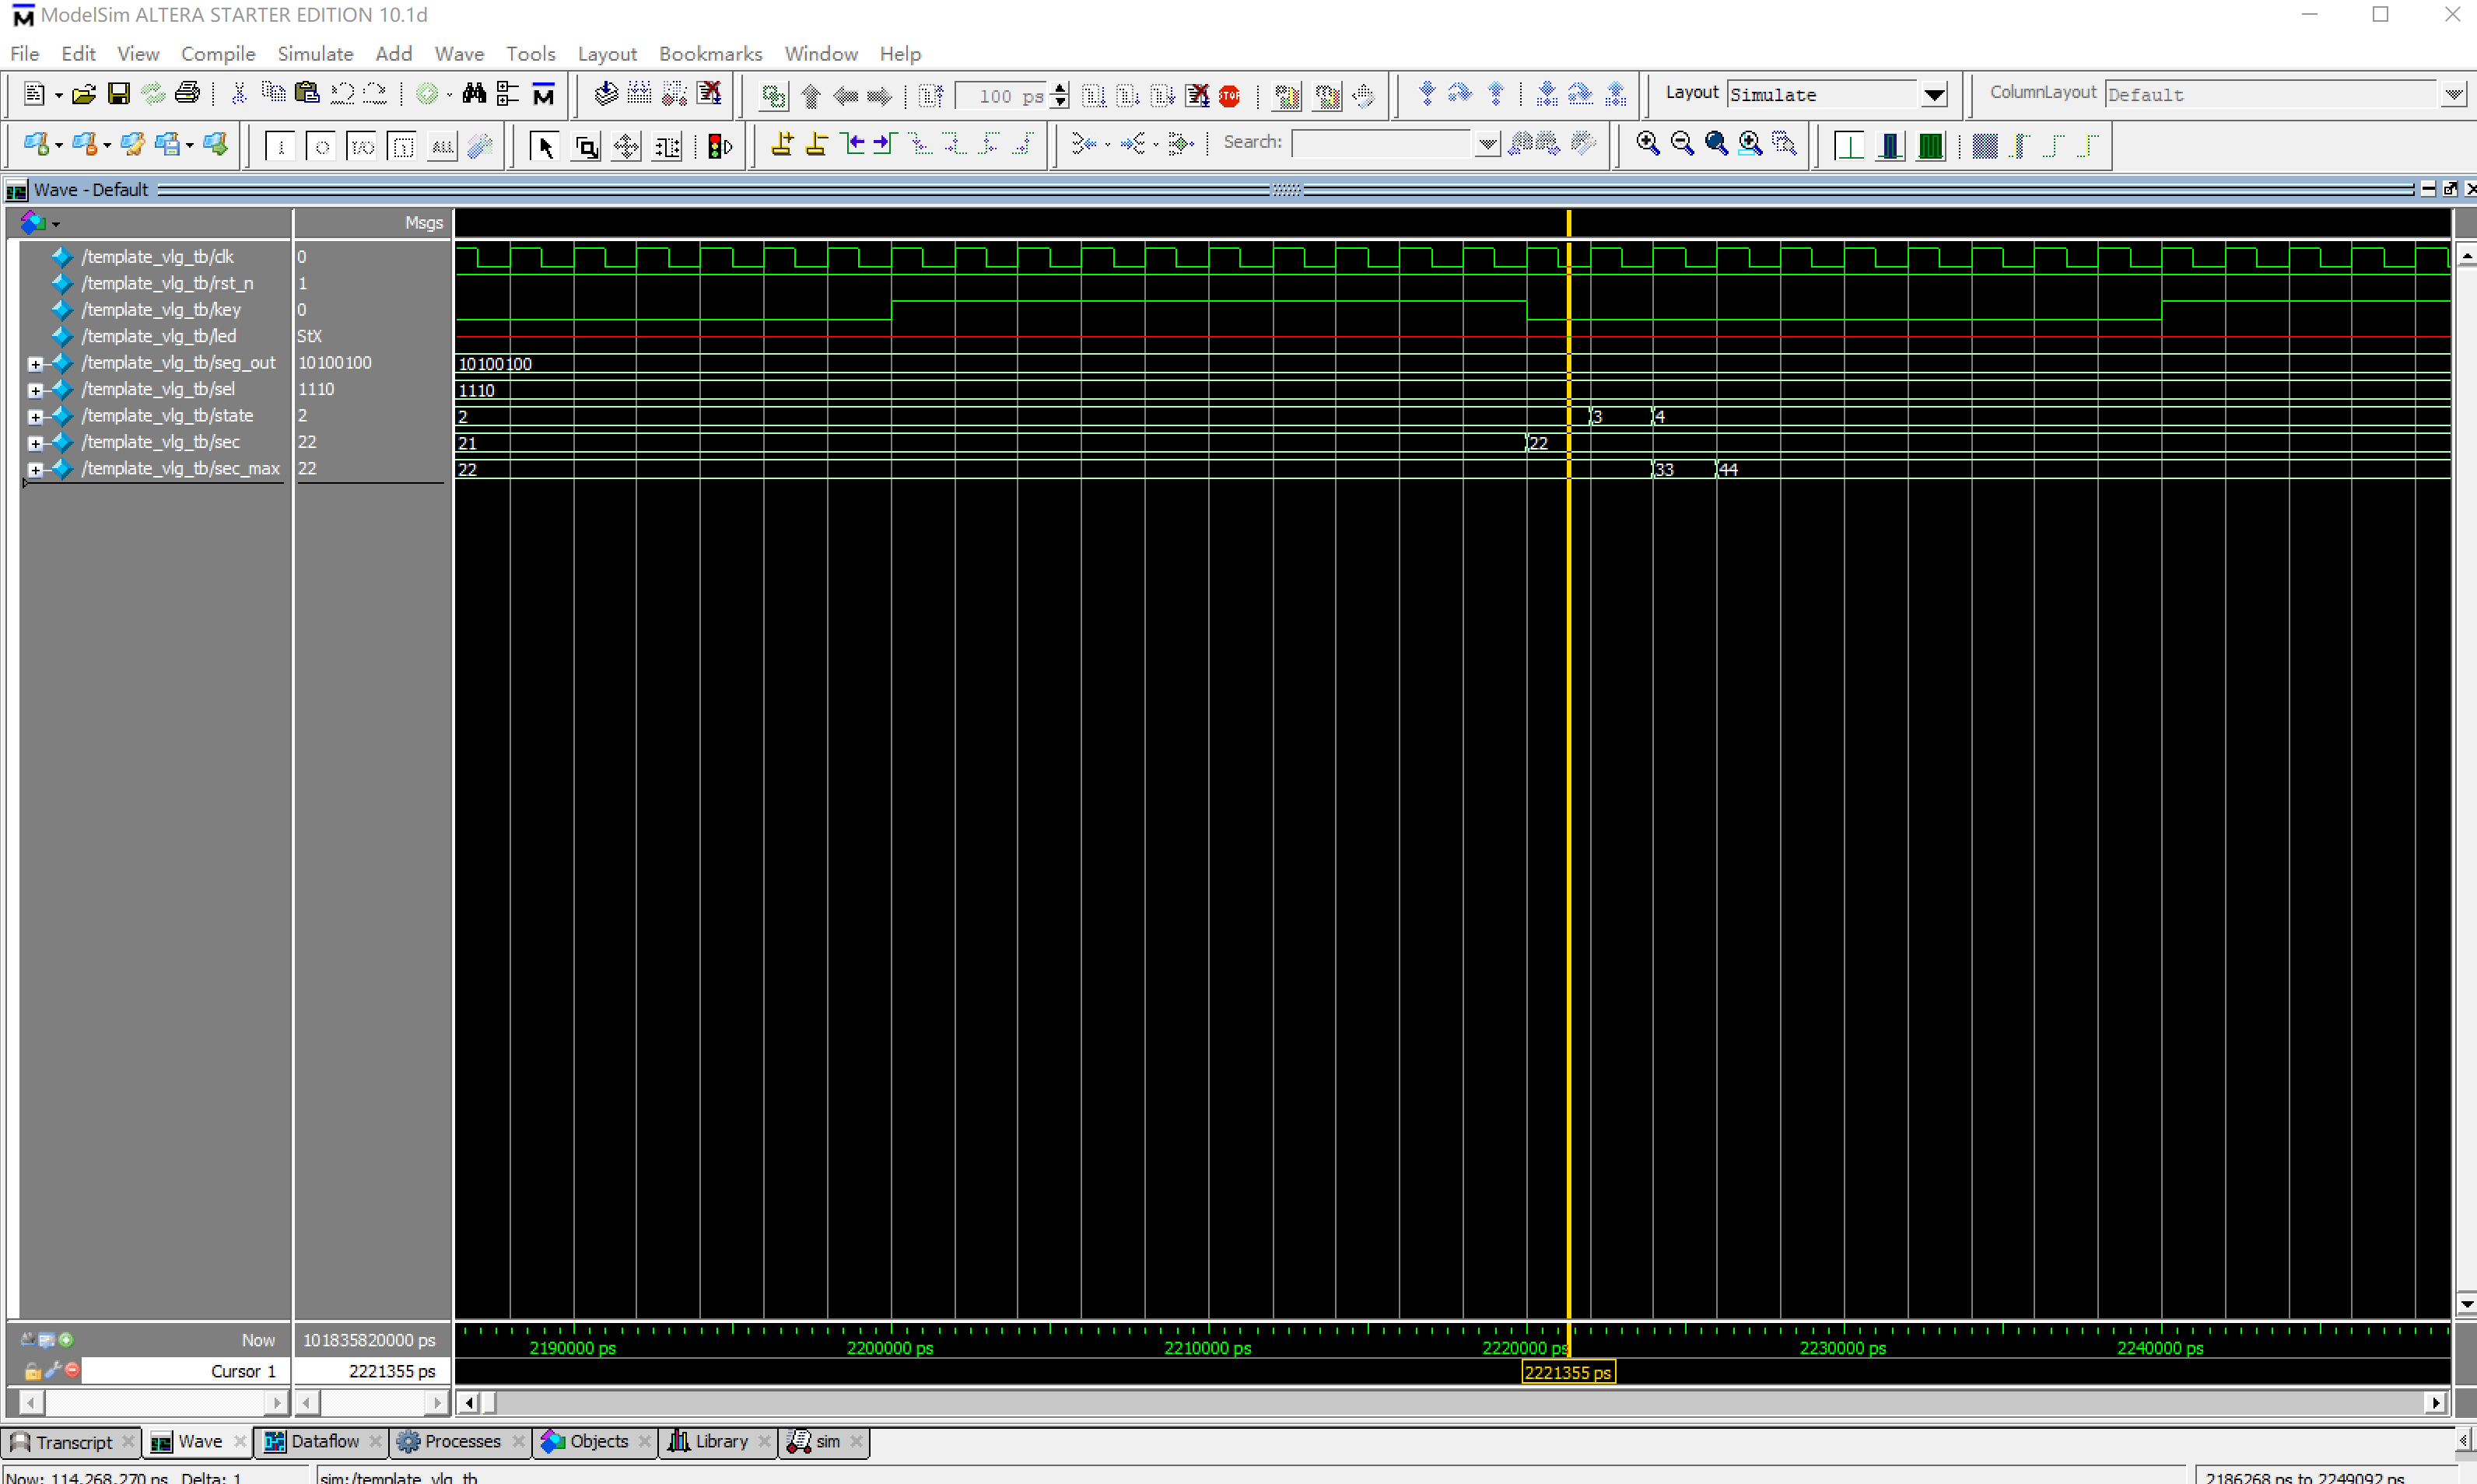 ModelSim ALTERA STARTER EDITION 10.1d
File Edit View Compile Simulate Add Wave Tools Layout Bookmarks Window Help
100 ps Layout Simulate ColumnLayout Default
Search:
Wave - Default
Msgs
/template_vlg_tb/clk 0
/template_vlg_tb/rst_n 1
/template_vlg_tb/key 0
/template_vlg_tb/led StX
/template_vlg_tb/seg_out 10100100 10100100
/template_vlg_tb/sel 1110 1110
/template_vlg_tb/state 2 2 3 4
/template_vlg_tb/sec 22 21 22
/template_vlg_tb/sec_max 22 22 33 44
Now 101835820000 ps 2190000 ps 2200000 ps 2210000 ps 2220000 ps 2230000 ps 2240000 ps
Cursor 1 2221355 ps 2221355 ps
Transcript Wave Dataflow Processes Objects Library sim
Now: 114,268,270 ns Delta: 1 sim:/template_vlg_tb 2186268 ps to 2249092 ps